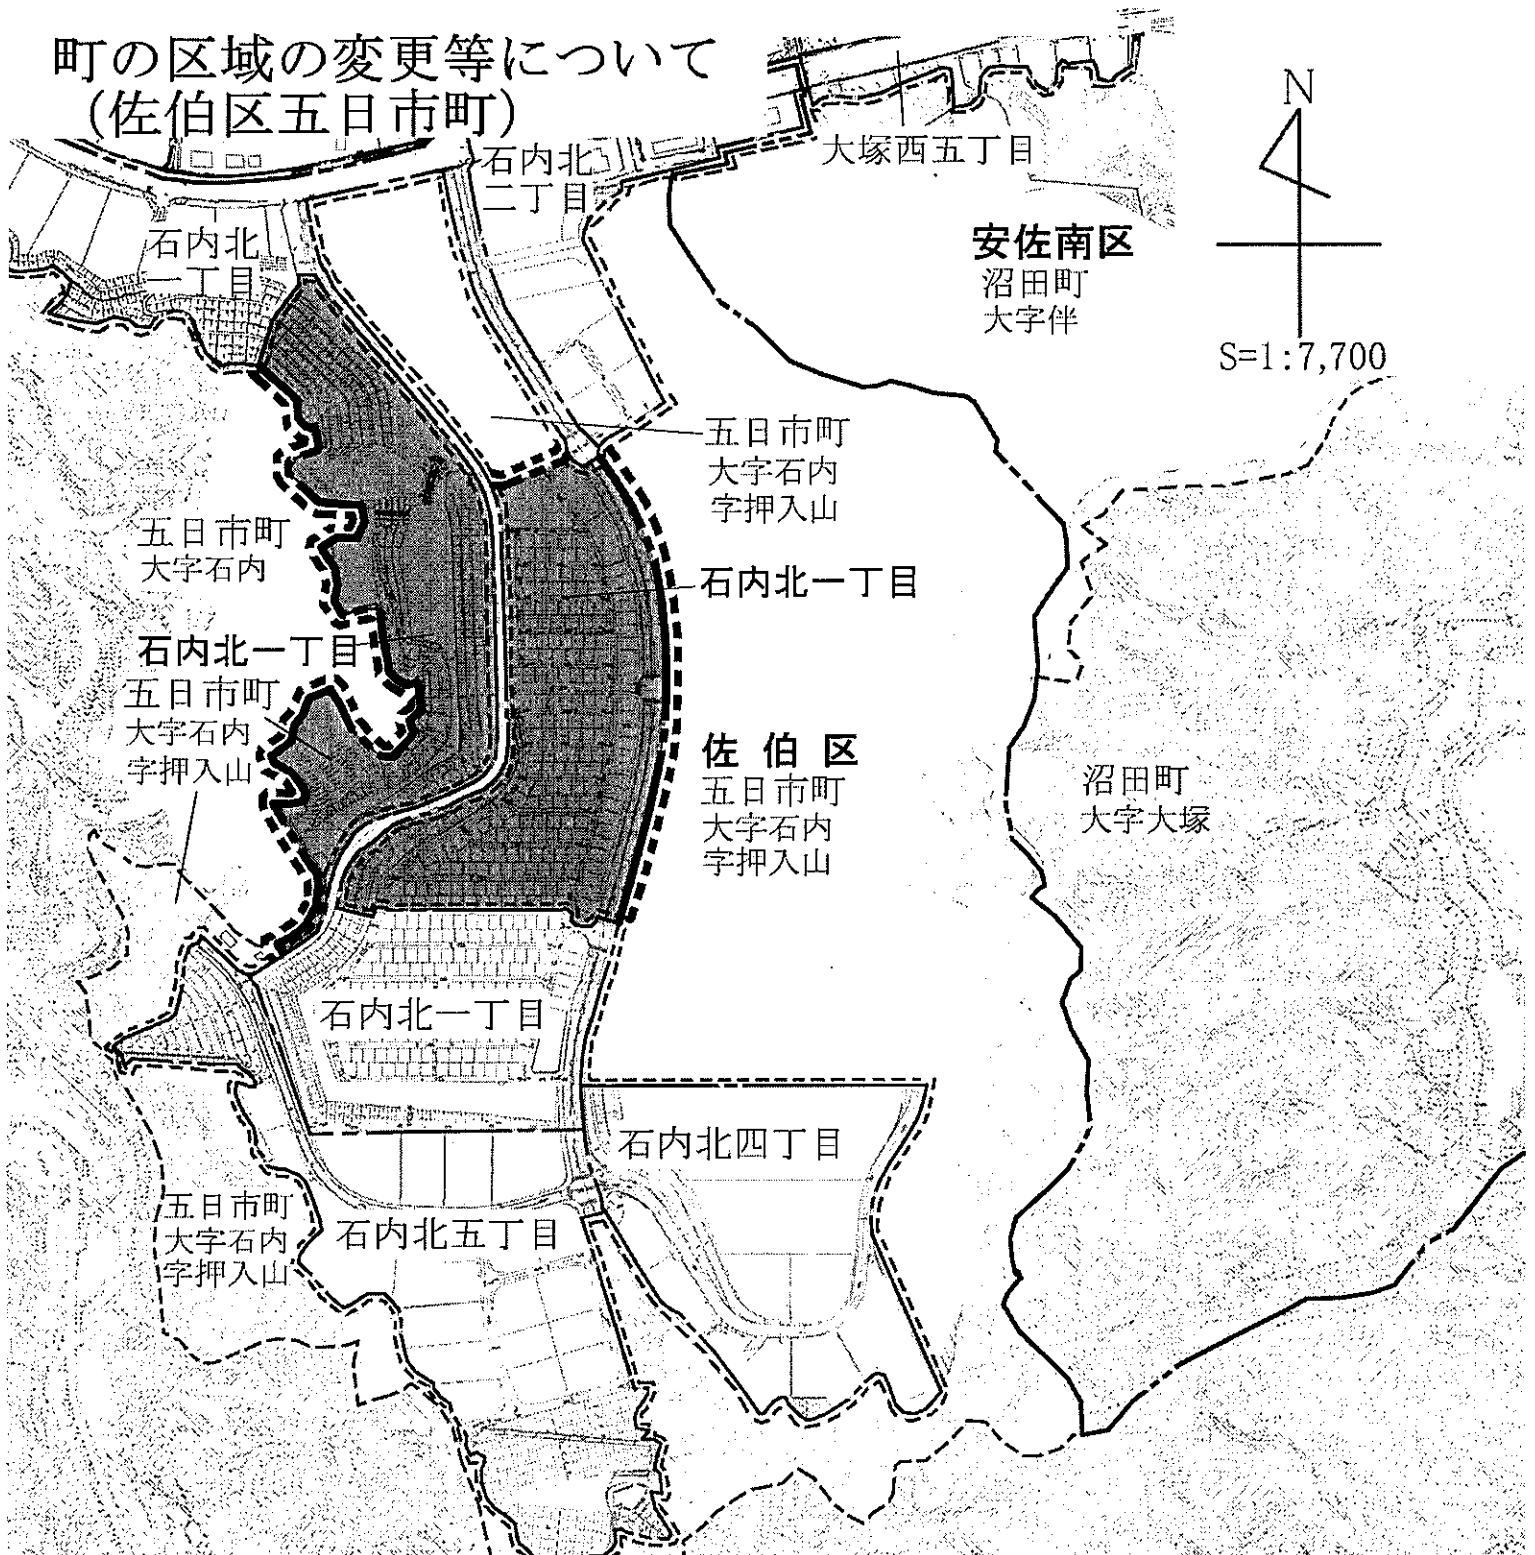 町の区域の変更等について
(佐伯区五日市町)
石内北
二丁目
大塚西五丁目
N
石内北
一丁目
安佐南区
沼田町
大字伴
S=1:7,700
五日市町
大字石内
字押入山
五日市町
大字石内
石内北一丁目
石内北一丁目
五日市町
大字石内
字押入山
佐伯区
五日市町
大字石内
字押入山
沼田町
大字大塚
石内北一丁目
石内北四丁目
五日市町
大字石内
字押入山
石内北五丁目